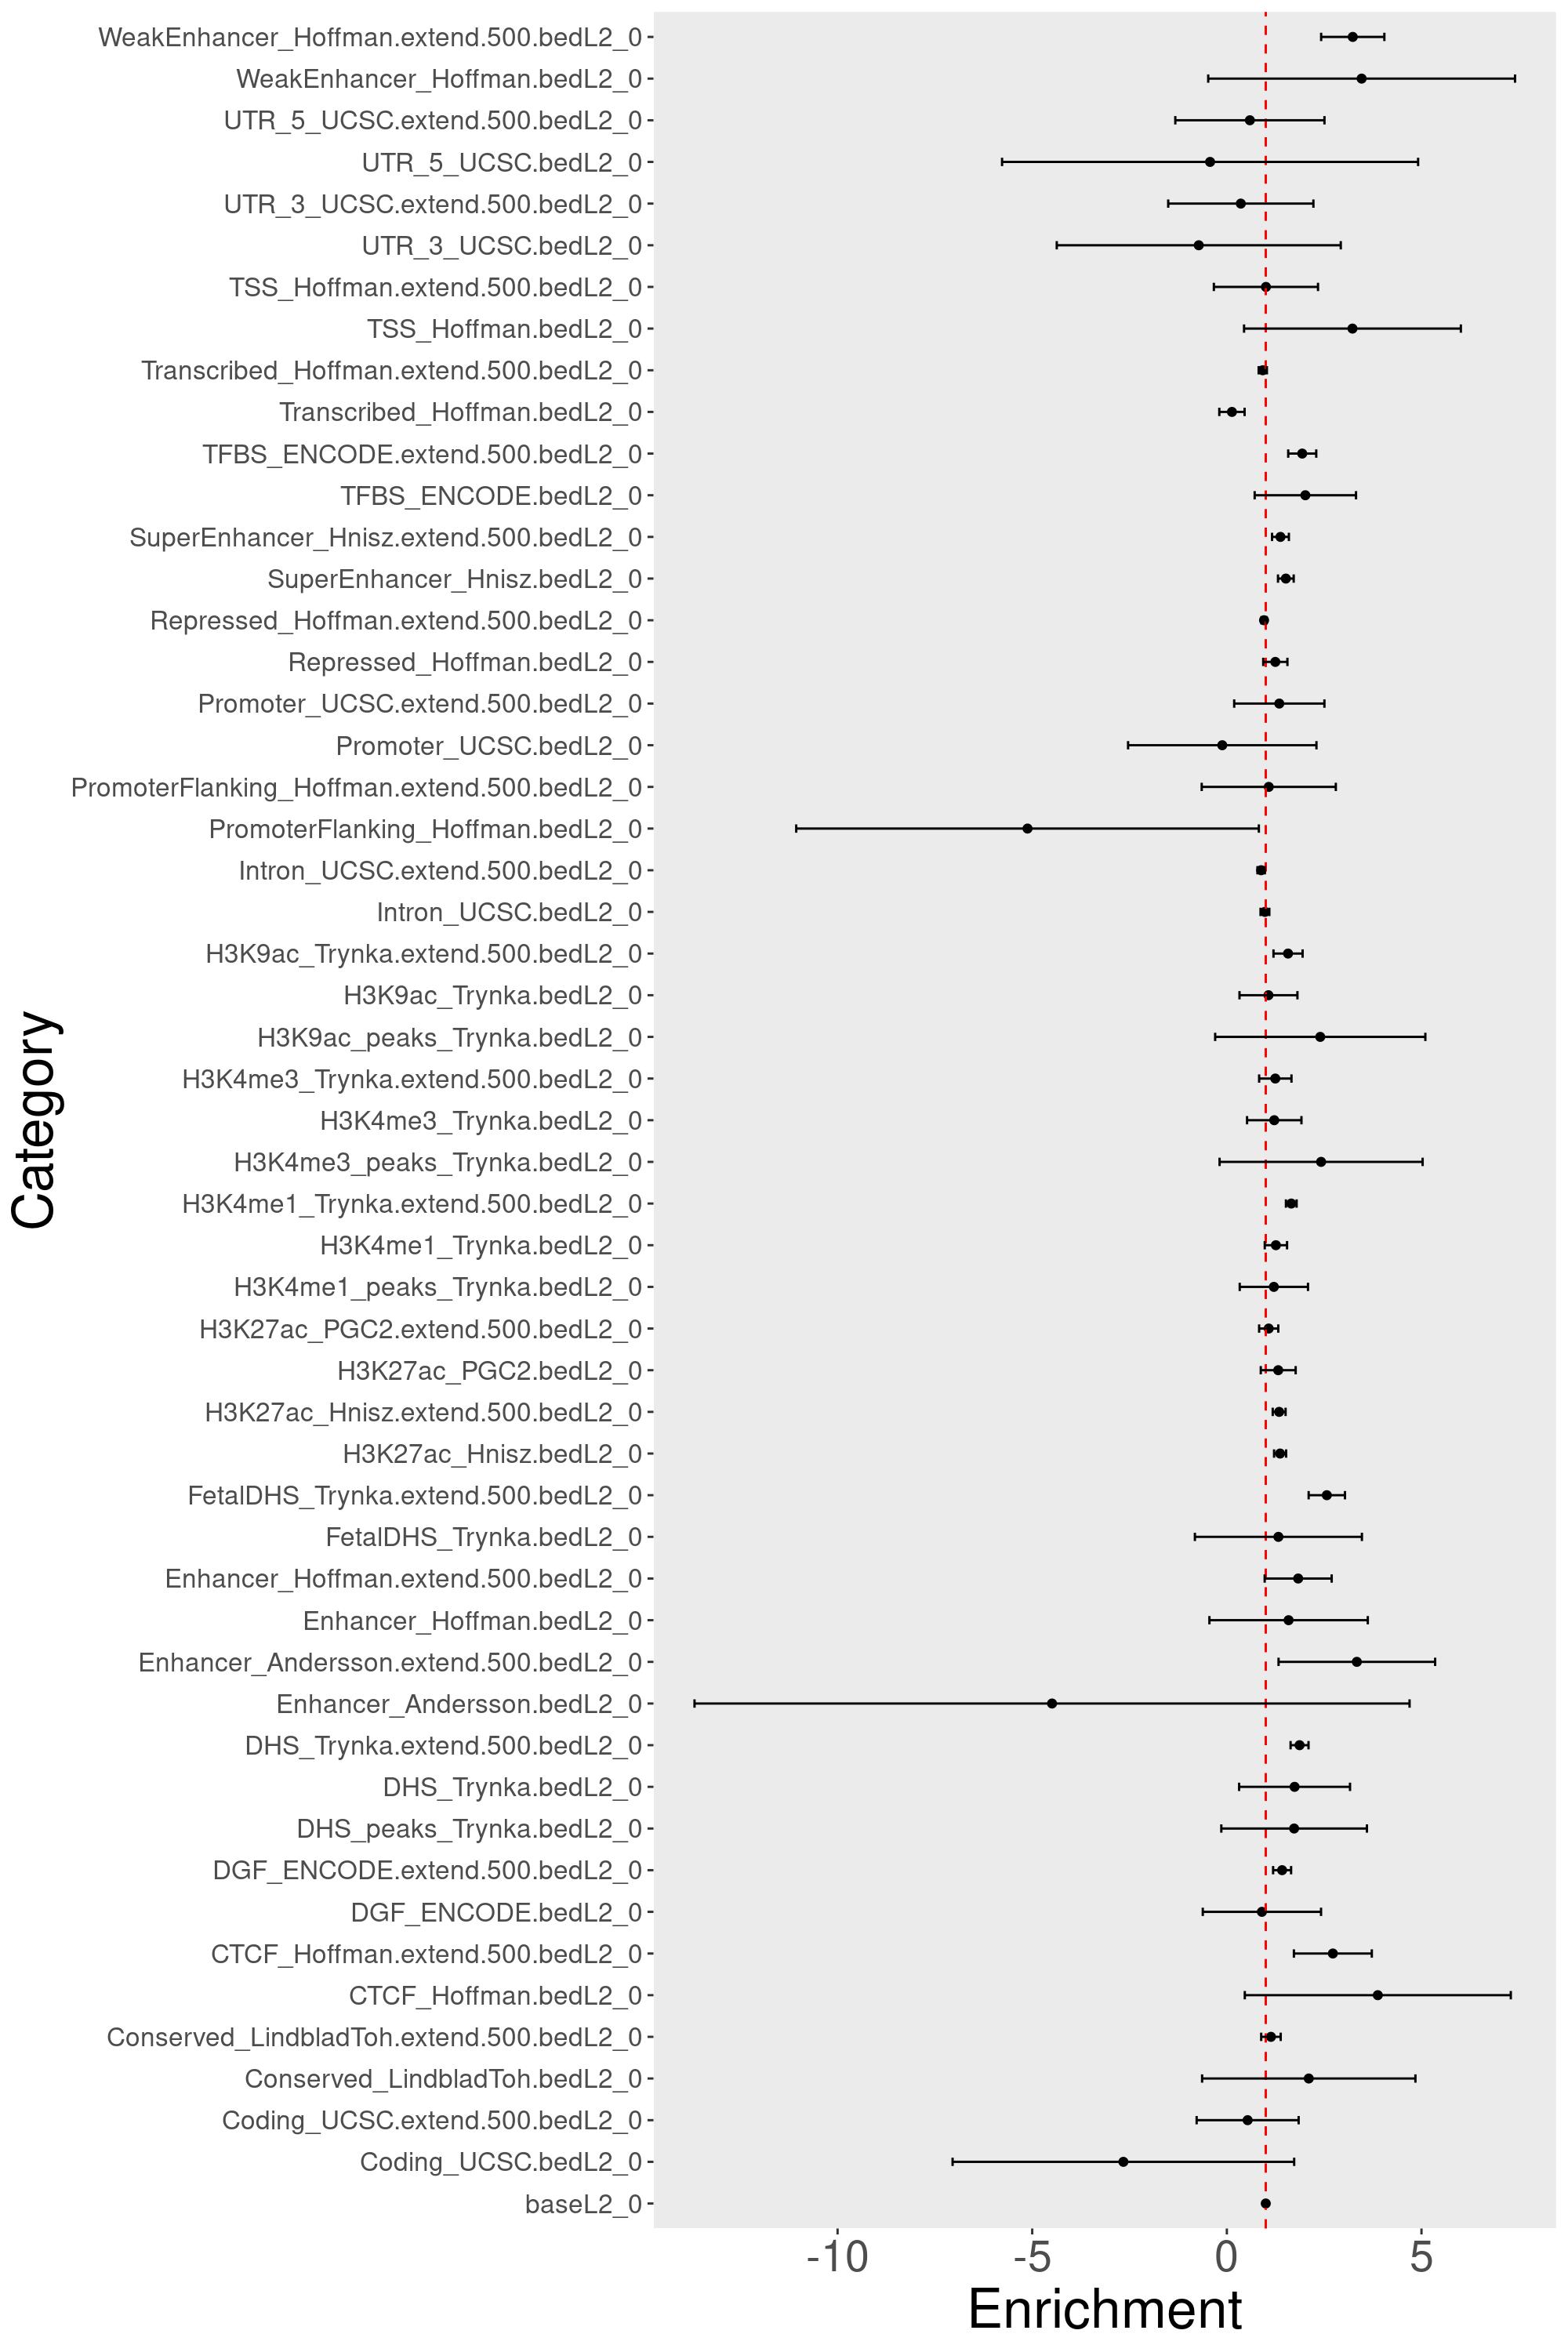 WeakEnhancer_Hoffman.extend.500.bedL2_0
WeakEnhancer_Hoffman.bedL2_0
UTR_5_UCSC.extend.500.bedL2_0
UTR_5_UCSC.bedL2_0
UTR_3_UCSC.extend.500.bedL2_0
UTR_3_UCSC.bedL2_0
TSS_Hoffman.extend.500.bedL2_0
TSS_Hoffman.bedL2_0
Transcribed_Hoffman.extend.500.bedL2_0
Transcribed_Hoffman.bedL2_0
TFBS_ENCODE.extend.500.bedL2_0
TFBS_ENCODE.bedL2_0
SuperEnhancer_Hnisz.extend.500.bedL2_0
SuperEnhancer_Hnisz.bedL2_0
Repressed_Hoffman.extend.500.bedL2_0
Repressed_Hoffman.bedL2_0
Promoter_UCSC.extend.500.bedL2_0
Promoter_UCSC.bedL2_0
PromoterFlanking_Hoffman.extend.500.bedL2_0
PromoterFlanking_Hoffman.bedL2_0
Intron_UCSC.extend.500.bedL2_0
Intron_UCSC.bedL2_0
H3K9ac_Trynka.extend.500.bedL2_0
H3K9ac_Trynka.bedL2_0
H3K9ac_peaks_Trynka.bedL2_0
H3K4me3_Trynka.extend.500.bedL2_0
H3K4me3_Trynka.bedL2_0
H3K4me3_peaks_Trynka.bedL2_0
H3K4me1_Trynka.extend.500.bedL2_0
H3K4me1_Trynka.bedL2_0
H3K4me1_peaks_Trynka.bedL2_0
H3K27ac_PGC2.extend.500.bedL2_0
H3K27ac_PGC2.bedL2_0
H3K27ac_Hnisz.extend.500.bedL2_0
H3K27ac_Hnisz.bedL2_0
FetalDHS_Trynka.extend.500.bedL2_0
FetalDHS_Trynka.bedL2_0
Enhancer_Hoffman.extend.500.bedL2_0
Enhancer_Hoffman.bedL2_0
Enhancer_Andersson.extend.500.bedL2_0
Enhancer_Andersson.bedL2_0
DHS_Trynka.extend.500.bedL2_0
DHS_Trynka.bedL2_0
DHS_peaks_Trynka.bedL2_0
DGF_ENCODE.extend.500.bedL2_0
DGF_ENCODE.bedL2_0
CTCF_Hoffman.extend.500.bedL2_0
CTCF_Hoffman.bedL2_0
Conserved_LindbladToh.extend.500.bedL2_0
Conserved_LindbladToh.bedL2_0
Coding_UCSC.extend.500.bedL2_0
Coding_UCSC.bedL2_0
baseL2_0
Category
-10 -5 0 5
Enrichment